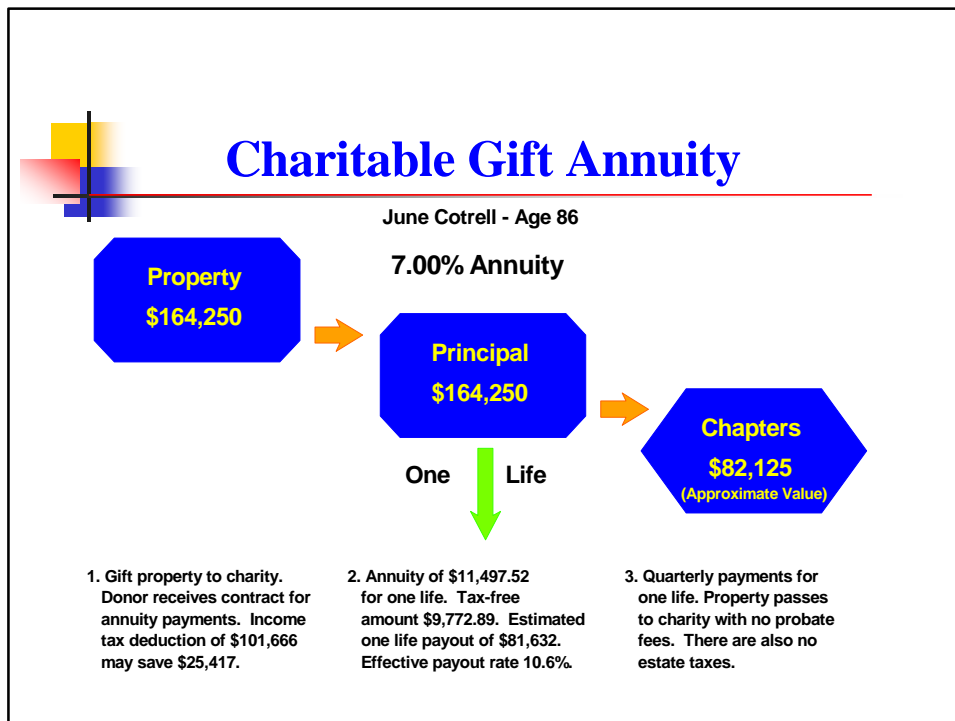 Charitable Gift Annuity
June Cotrell - Age 86
7.00% Annuity
Property
$164,250
Principal
$164,250
Chapters
$82,125
(Approximate Value)
One Life
1. Gift property to charity.
Donor receives contract for
annuity payments. Income
tax deduction of $101,666
may save $25,417.
2. Annuity of $11,497.52
for one life. Tax-free
amount $9,772.89. Estimated
one life payout of $81,632.
Effective payout rate 10.6%.
3. Quarterly payments for
one life. Property passes
to charity with no probate
fees. There are also no
estate taxes.